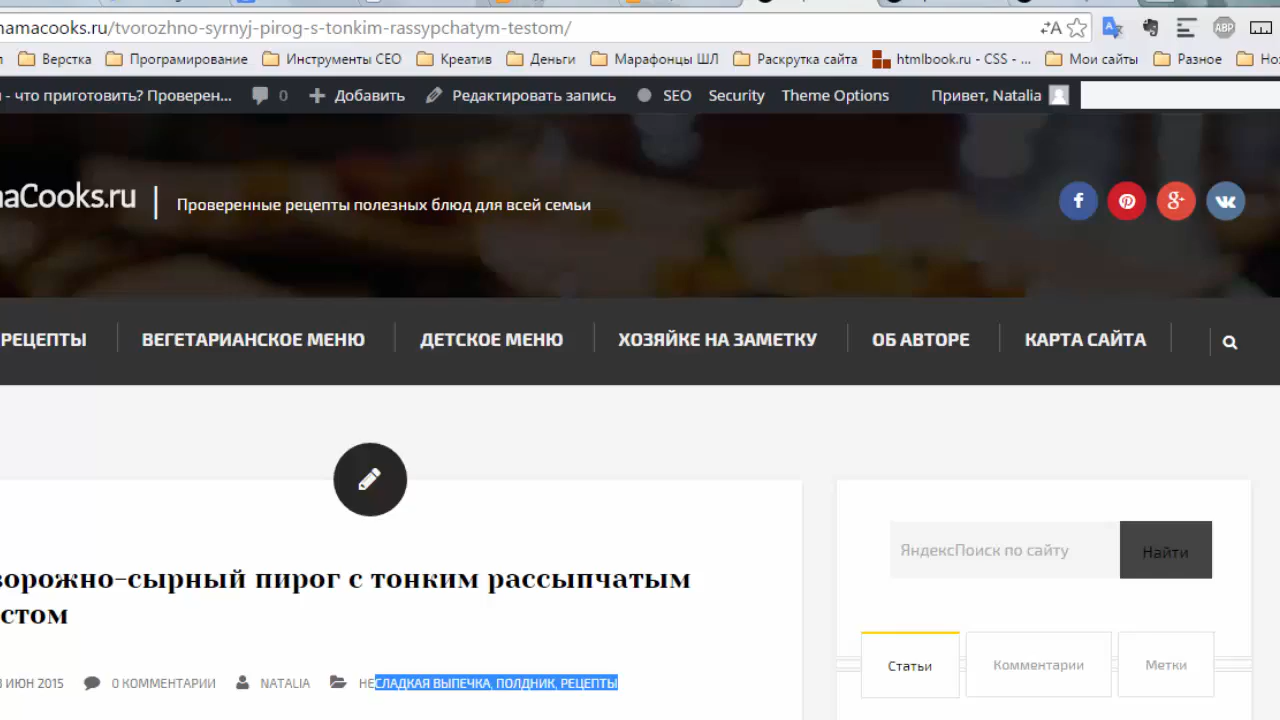 namacooks.ru/tvorozhno-syrnyj-pirog-s-tonkim-rassypchatym-testom/
Верстка Програмирование Инструменты СЕО Креатив Деньги Марафонцы ШЛ Раскрутка сайта htmlbook.ru - CSS - ... Мои сайты Разное Но
- что приготовить? Проверен... 0 Добавить Редактировать запись SEO Security Theme Options Привет, Natalia
maCooks.ru | Проверенные рецепты полезных блюд для всей семьи
РЕЦЕПТЫ ВЕГЕТАРИАНСКОЕ МЕНЮ ДЕТСКОЕ МЕНЮ ХОЗЯЙКЕ НА ЗАМЕТКУ ОБ АВТОРЕ КАРТА САЙТА
ворожно-сырный пирог с тонким рассыпчатым
стом
ИЮН 2015 0 КОММЕНТАРИИ NATALIA НЕСЛАДКАЯ ВЫПЕЧКА, ПОЛДНИК, РЕЦЕПТЫ
ЯндексПоиск по сайту Найти
Статьи Комментарии Метки